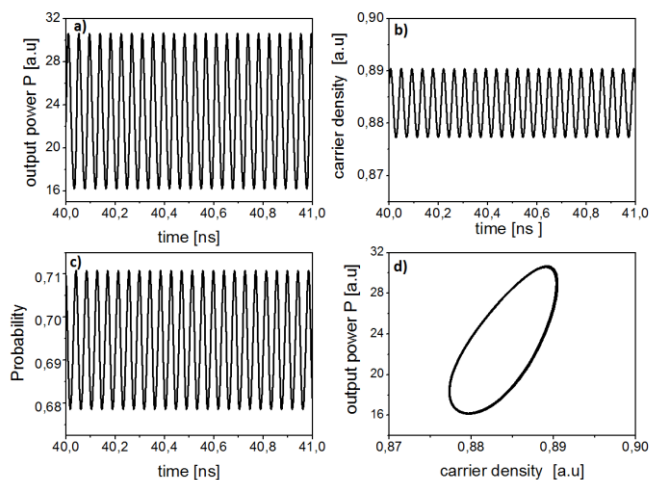 a)
output power P [a.u]
32
28
24
20
16
40,0 40,2 40,4 40,6 40,8 41,0
time [ns]
b)
carrier density [a.u]
0,90
0,89
0,88
0,87
40,0 40,2 40,4 40,6 40,8 41,0
time [ns ]
c)
Probability
0,71
0,70
0,69
0,68
40,0 40,2 40,4 40,6 40,8 41,0
time [ns]
d)
output power P [a.u]
32
28
24
20
16
0,87 0,88 0,89 0,90
carrier density [a.u]